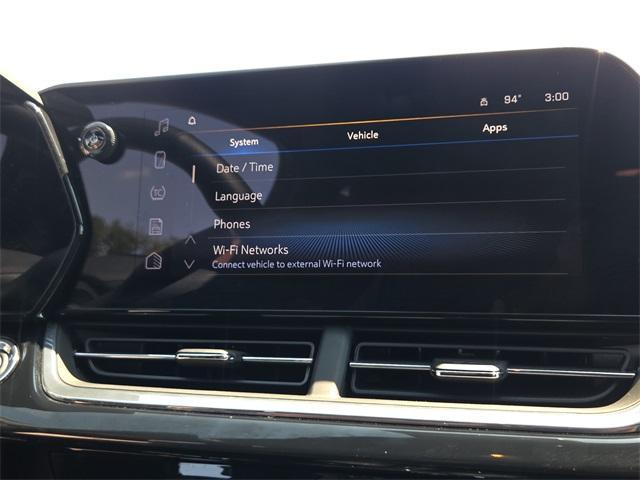 94° 3:00
System Vehicle Apps
Date / Time
Language
TC
Phones
Wi-Fi Networks
Connect vehicle to external Wi-Fi network